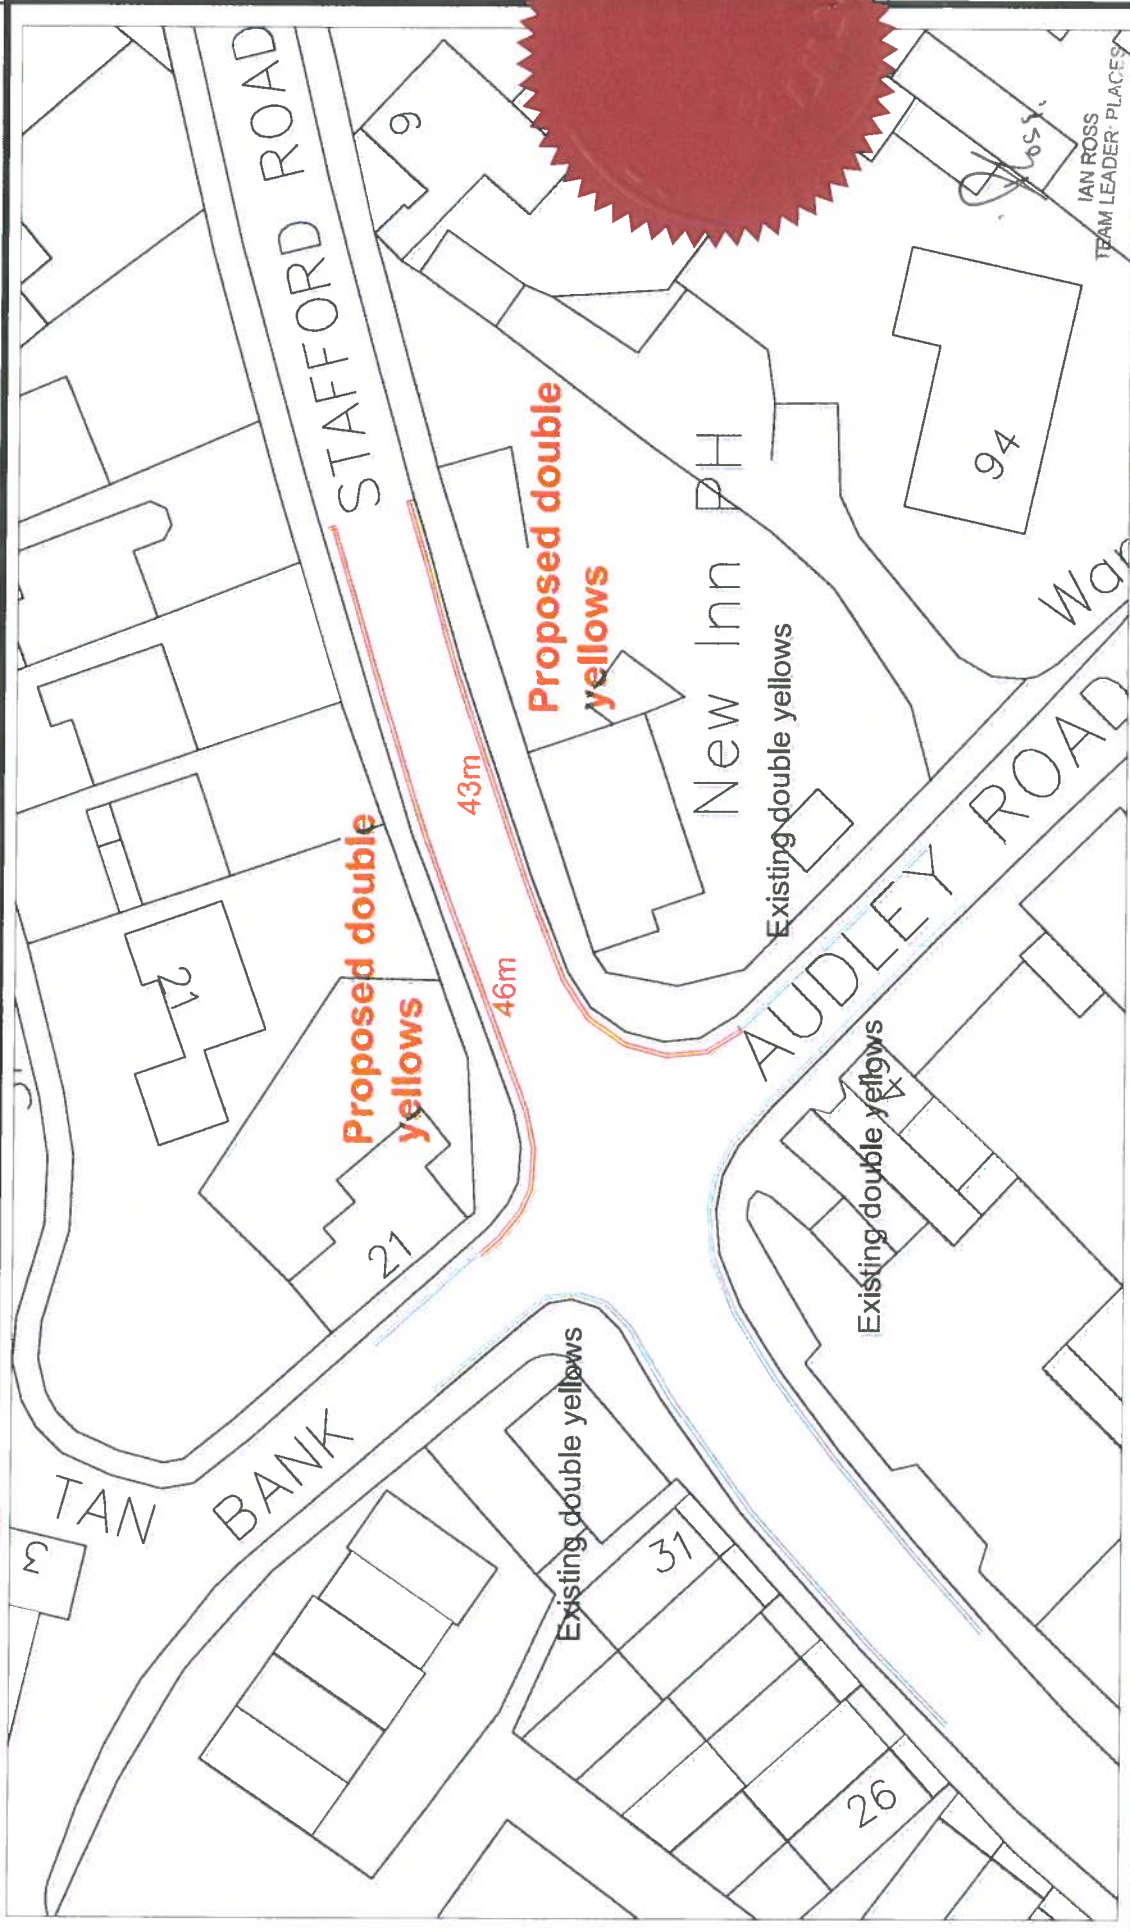 TAN
BANK
3
21
21
Proposed double
yellows
46m
43m
STAFFORD ROAD
9
Proposed double
yellows
New Inn PH
Existing double yellows
94
AUDLEY ROAD
War
Existing double yellows
Existing double yellows
31
26
IAN ROSS
TEAM LEADER: PLACES